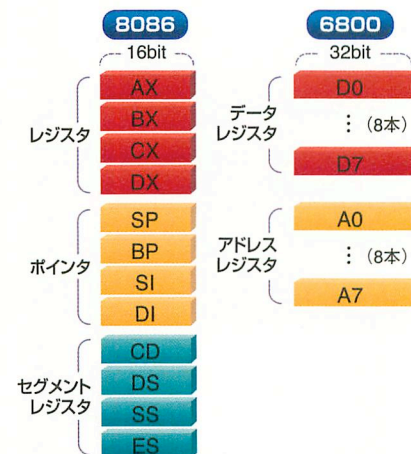 8086
16bit
レジスタ
AX
BX
CX
DX
ポインタ
SP
BP
SI
DI
セグメント
レジスタ
CD
DS
SS
ES
6800
32bit
データ
レジスタ
D0
⋮ (8本)
D7
アドレス
レジスタ
A0
⋮ (8本)
A7